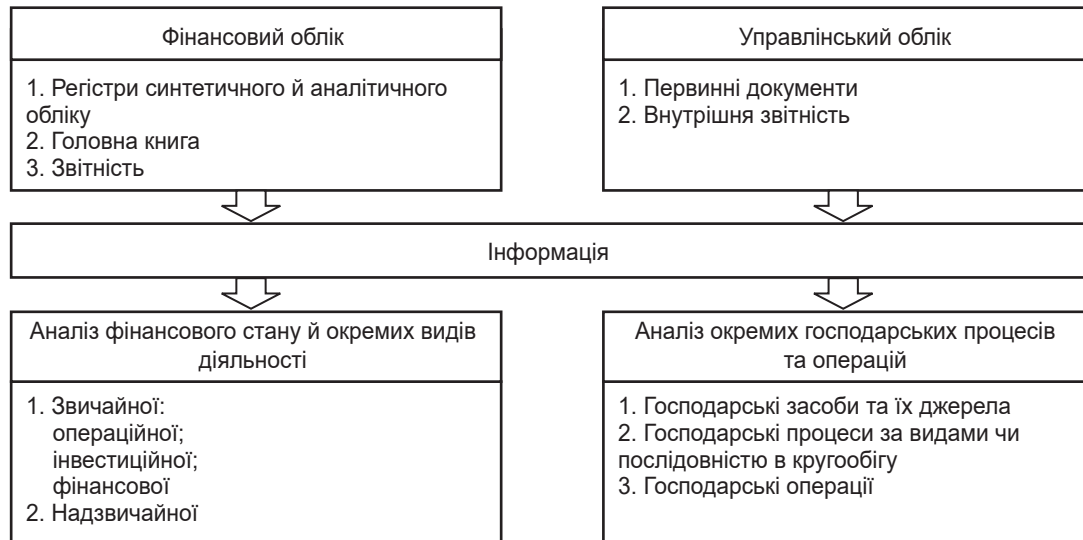 Фінансовий облік
1. Регістри синтетичного й аналітичного
обліку
2. Головна книга
3. Звітність
Управлінський облік
1. Первинні документи
2. Внутрішня звітність
Інформація
Аналіз фінансового стану й окремих видів
діяльності
1. Звичайної:
операційної;
інвестиційної;
фінансової
2. Надзвичайної
Аналіз окремих господарських процесів
та операцій
1. Господарські засоби та їх джерела
2. Господарські процеси за видами чи
послідовністю в кругообігу
3. Господарські операції